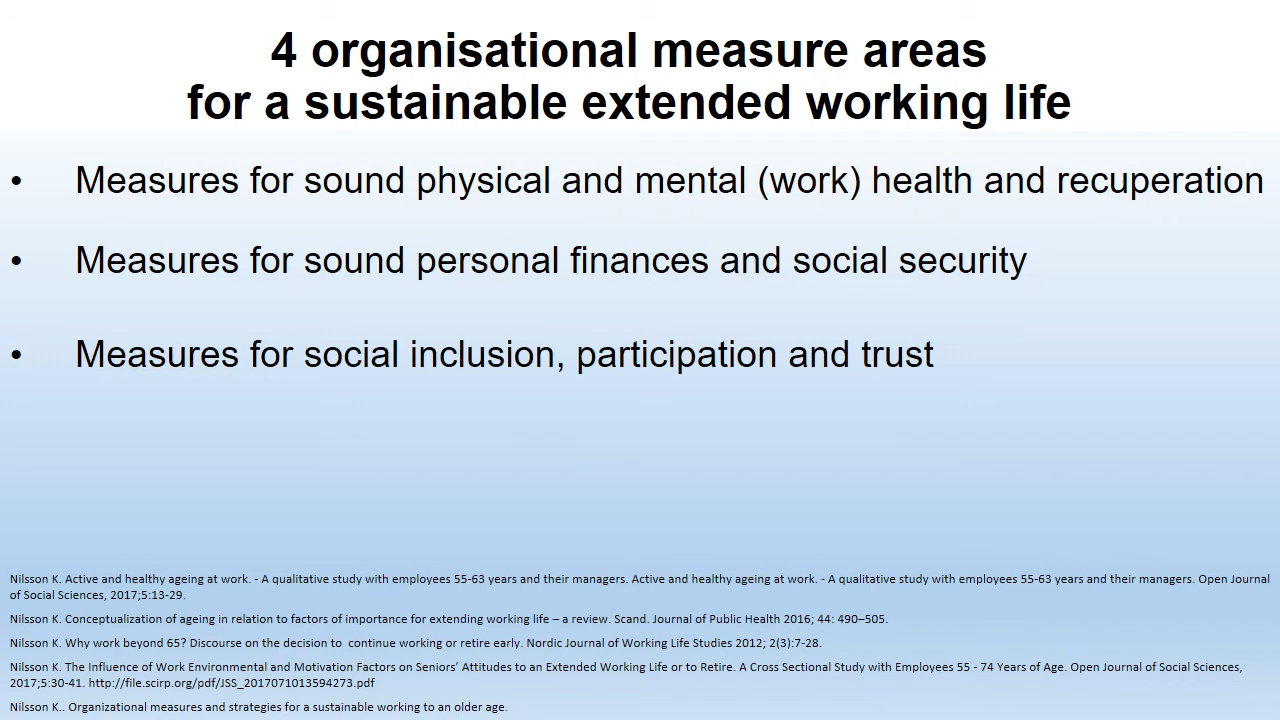 4 organisational measure areas
for a sustainable extended working life
• Measures for sound physical and mental (work) health and recuperation
• Measures for sound personal finances and social security
• Measures for social inclusion, participation and trust
Nilsson K. Active and healthy ageing at work. - A qualitative study with employees 55-63 years and their managers. Active and healthy ageing at work. - A qualitative study with employees 55-63 years and their managers. Open Journal
of Social Sciences, 2017;5:13-29.
Nilsson K. Conceptualization of ageing in relation to factors of importance for extending working life – a review. Scand. Journal of Public Health 2016; 44: 490–505.
Nilsson K. Why work beyond 65? Discourse on the decision to  continue working or retire early. Nordic Journal of Working Life Studies 2012; 2(3):7-28.
Nilsson K. The Influence of Work Environmental and Motivation Factors on Seniors’ Attitudes to an Extended Working Life or to Retire. A Cross Sectional Study with Employees 55 - 74 Years of Age. Open Journal of Social Sciences,
2017;5:30-41. http://file.scirp.org/pdf/JSS_2017071013594273.pdf
Nilsson K.. Organizational measures and strategies for a sustainable working to an older age.